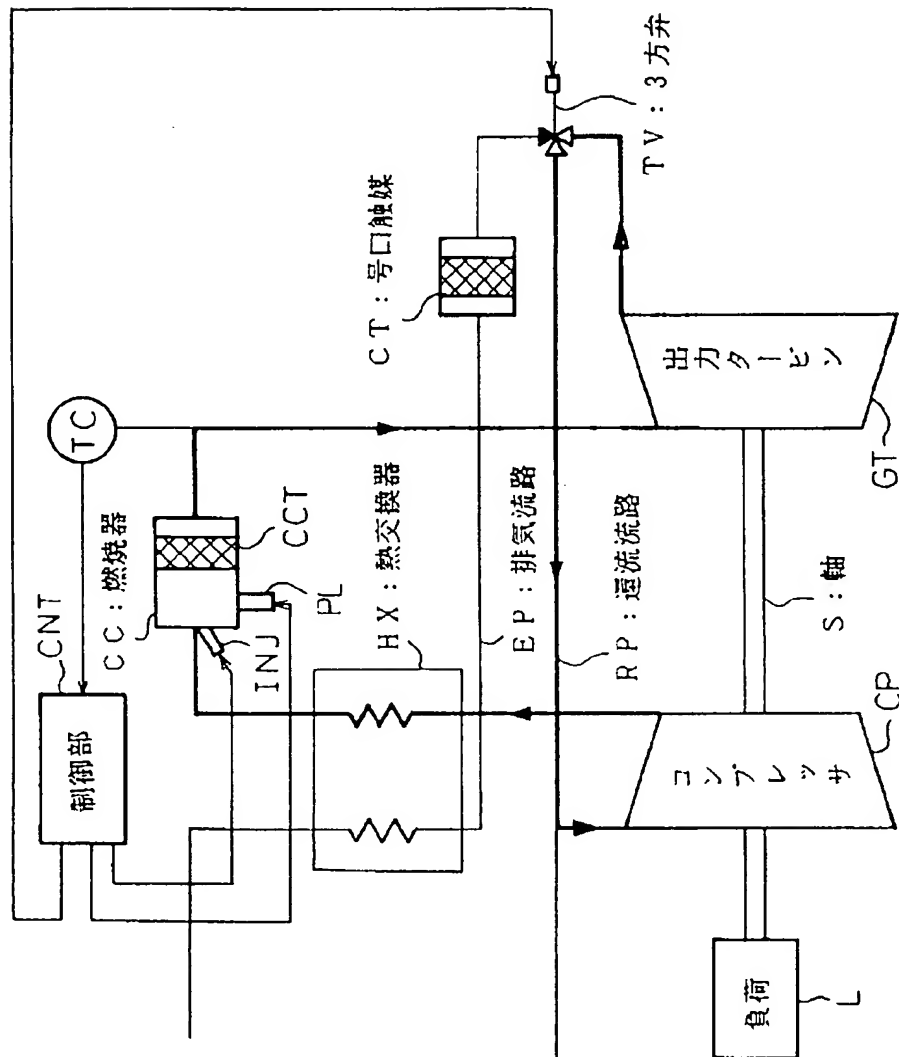 TV:3方弁
CT:号口触媒
TC
出力タービン
GT
CCT
CC:燃焼器
PL
HX:熱交換器
EP:排気流路
RP:還流流路
S:軸
CNT
INJ
制御部
コンプレッサ
CP
負荷
L